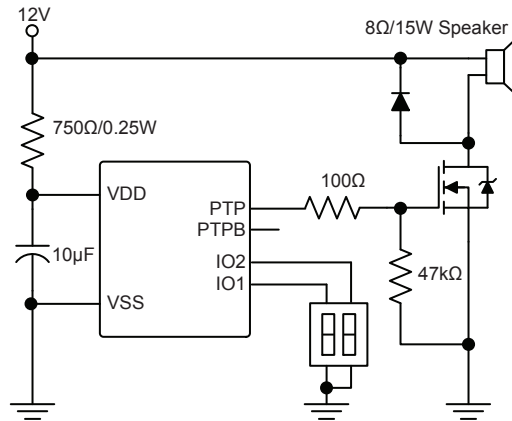 12V
8Ω/15W Speaker
750Ω/0.25W
VDD
PTP
100Ω
PTPB
10μF
IO2
IO1
47kΩ
VSS